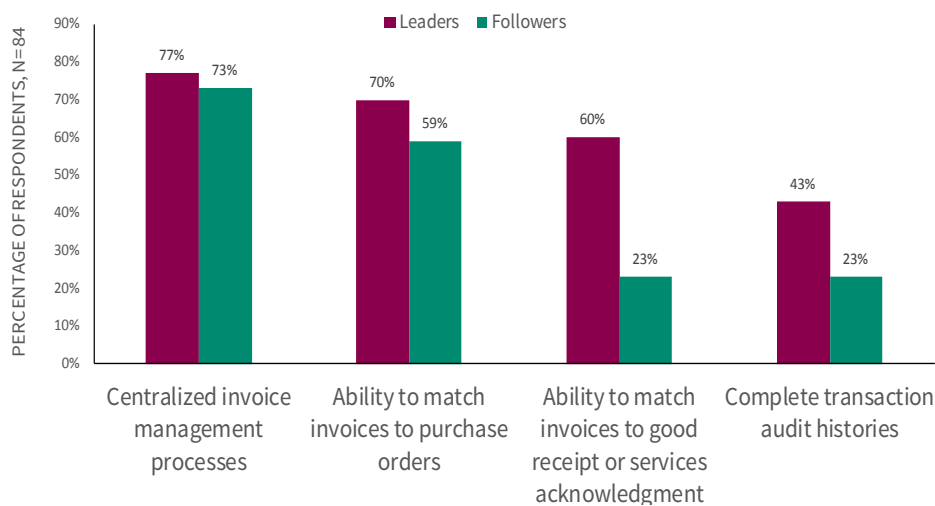 PERCENTAGE OF RESPONDENTS, N=84
90%
80%
70%
60%
50%
40%
30%
20%
10%
0%
Leaders Followers
77% 73%
70% 59%
60% 23%
43% 23%
Centralized invoice
management
processes
Ability to match
invoices to purchase
orders
Ability to match
invoices to good
receipt or services
acknowledgment
Complete transaction
audit histories